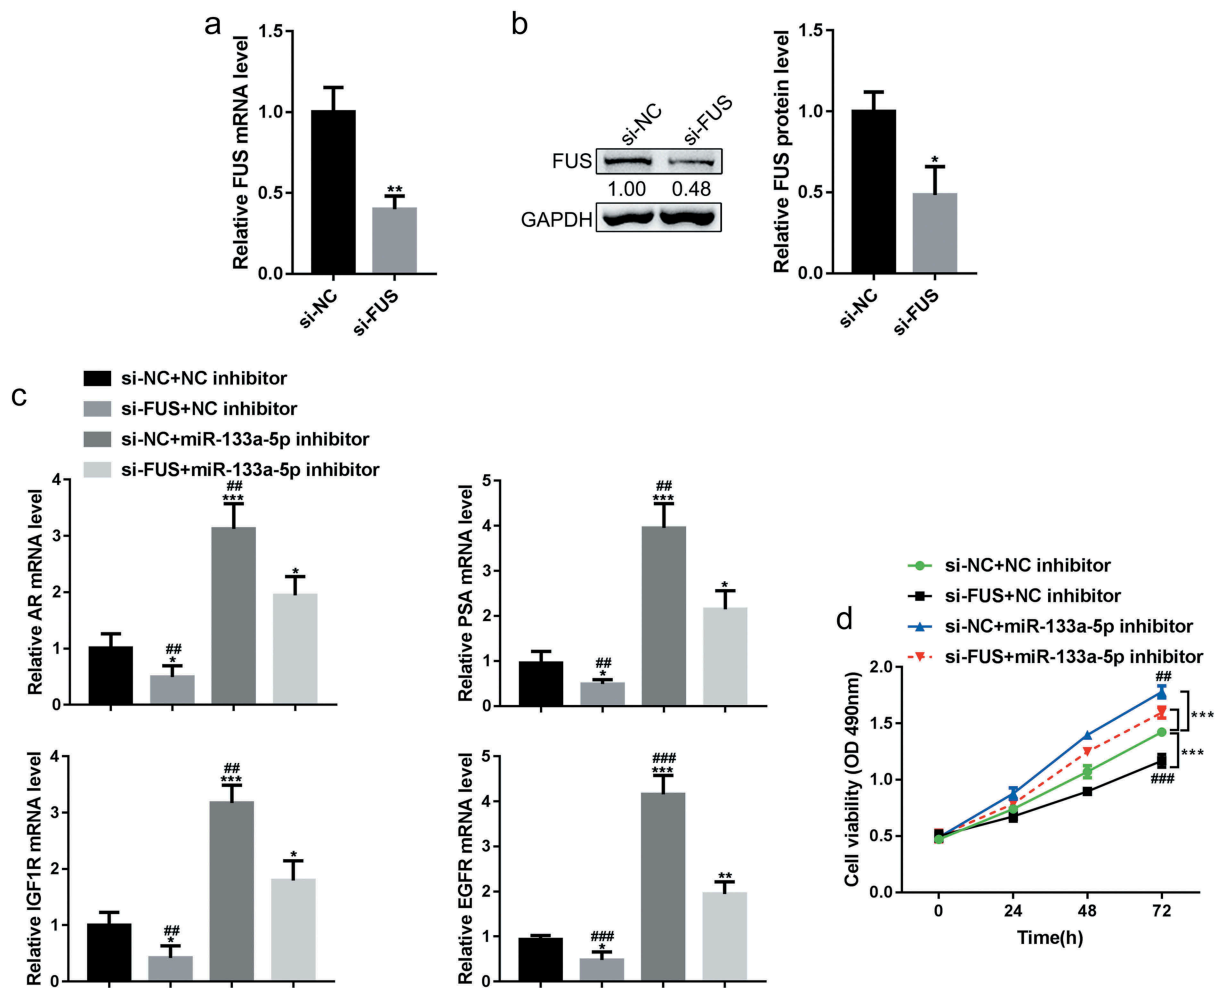 a
Relative FUS mRNA level
1.5
1.0
0.5
0.0
**
si-NC
si-FUS
b
si-NC
si-FUS
FUS
1.00
0.48
GAPDH
Relative FUS protein level
1.5
1.0
0.5
0.0
*
si-NC
si-FUS
c
si-NC+NC inhibitor
si-FUS+NC inhibitor
si-NC+miR-133a-5p inhibitor
si-FUS+miR-133a-5p inhibitor
Relative AR mRNA level
4
3
2
1
0
##
*
##
***
*
Relative PSA mRNA level
5
4
3
2
1
0
##
*
##
***
*
Relative IGF1R mRNA level
4
3
2
1
0
##
*
##
***
*
Relative EGFR mRNA level
5
4
3
2
1
0
###
*
###
***
**
d
si-NC+NC inhibitor
si-FUS+NC inhibitor
si-NC+miR-133a-5p inhibitor
si-FUS+miR-133a-5p inhibitor
Cell viability (OD 490nm)
2.0
1.5
1.0
0.5
0.0
##
***
***
###
0
24
48
72
Time(h)